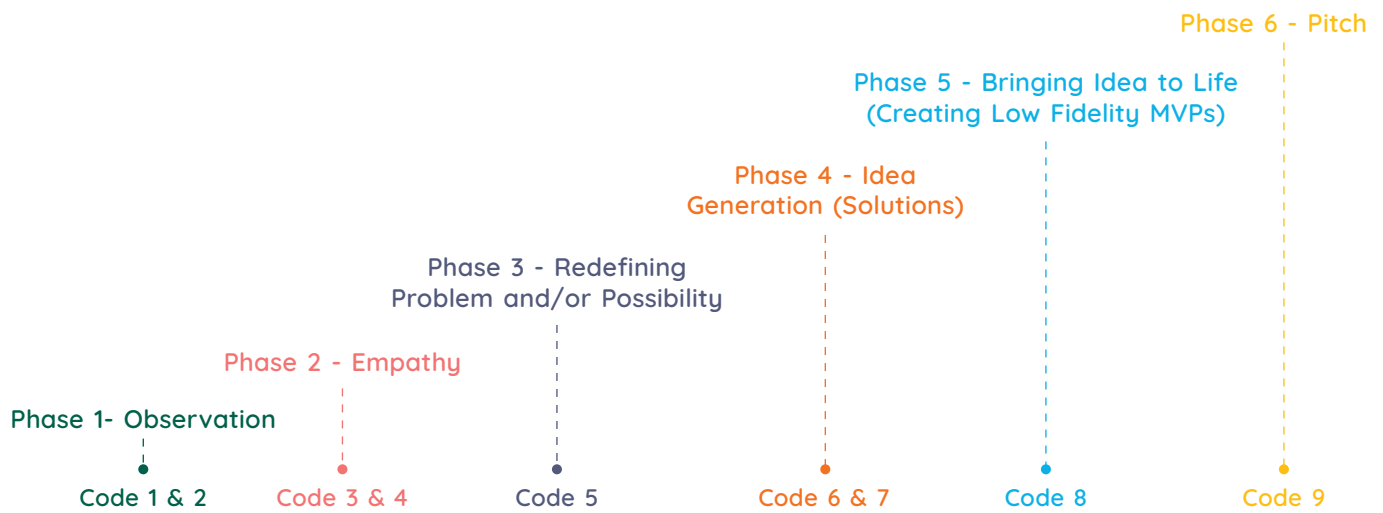 Phase 6 - Pitch
Phase 5 - Bringing Idea to Life
(Creating Low Fidelity MVPs)
Phase 4 - Idea
Generation (Solutions)
Phase 3 - Redefining
Problem and/or Possibility
Phase 2 - Empathy
Phase 1- Observation
Code 1 & 2
Code 3 & 4
Code 5
Code 6 & 7
Code 8
Code 9